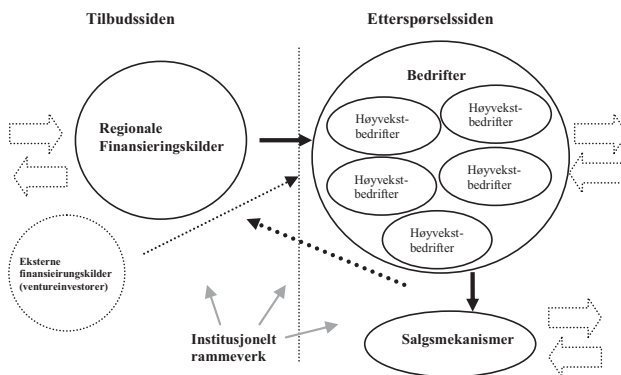 Tilbudssiden
Etterspørselssiden
Bedrifter
Regionale
Finansieringskilder
Høyvekst-
bedrifter
Høyvekst-
bedrifter
Høyvekst-
bedrifter
Høyvekst-
bedrifter
Høyvekst-
bedrifter
Eksterne
finansieirungskilder
(ventureinvestorer)
Institusjonelt
rammeverk
Salgsmekanismer